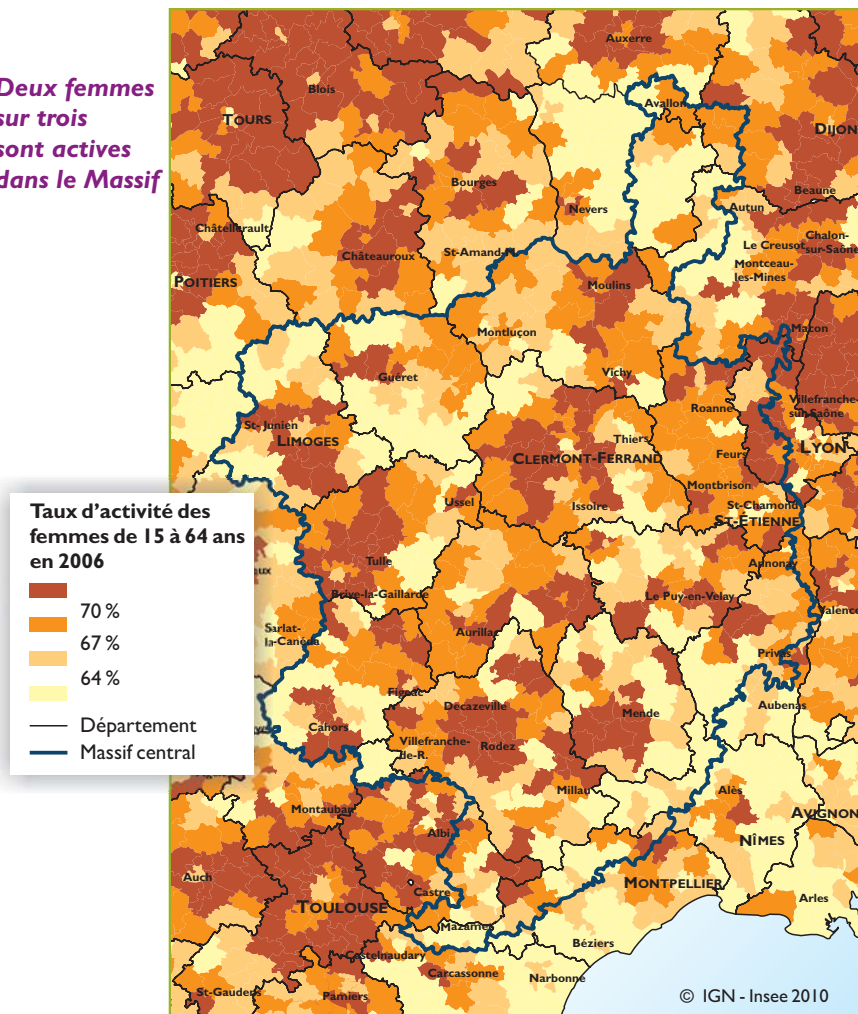 Deux femmes
sur trois
sont actives
dans le Massif
Auxerre
Blois
Avallon
TOURS
DIJON
Bourges
Beaune
Nevers
Autun
Châtellerault
Chalon-
sur-Saône
Le Creusot
Châteauroux
St-Amand-M.
Montceau-
les-Mines
POITIERS
Moulins
Macon
Montluçon
Vichy
Guéret
Villefranche-
sur-Saône
Roanne
St-Junien
LIMOGES
Thiers
LYON
CLERMONT-FERRAND
Feurs
Montbrison
Ussel
Issoire
St-Chamond
ST-ÉTIENNE
Taux d'activité des
femmes de 15 à 64 ans
en 2006
70 %
67 %
64 %
Département
Massif central
Tulle
Annonay
Brive-la-Gaillarde
Le Puy-en-Velay
Valence
Sarlat-
la-Canéda
Aurillac
Privas
Figeac
Aubenas
Cahors
Décazeville
Mende
Villefranche-
de-R.
Rodez
Millau
Alès
Montauban
AVIGNON
Albi
NÎMES
Auch
MONTPELLIER
Castres
Arles
TOULOUSE
Mazamet
Béziers
Castelnaudary
Carcassonne
Narbonne
St-Gaudens
Pamiers
© IGN - Insee 2010